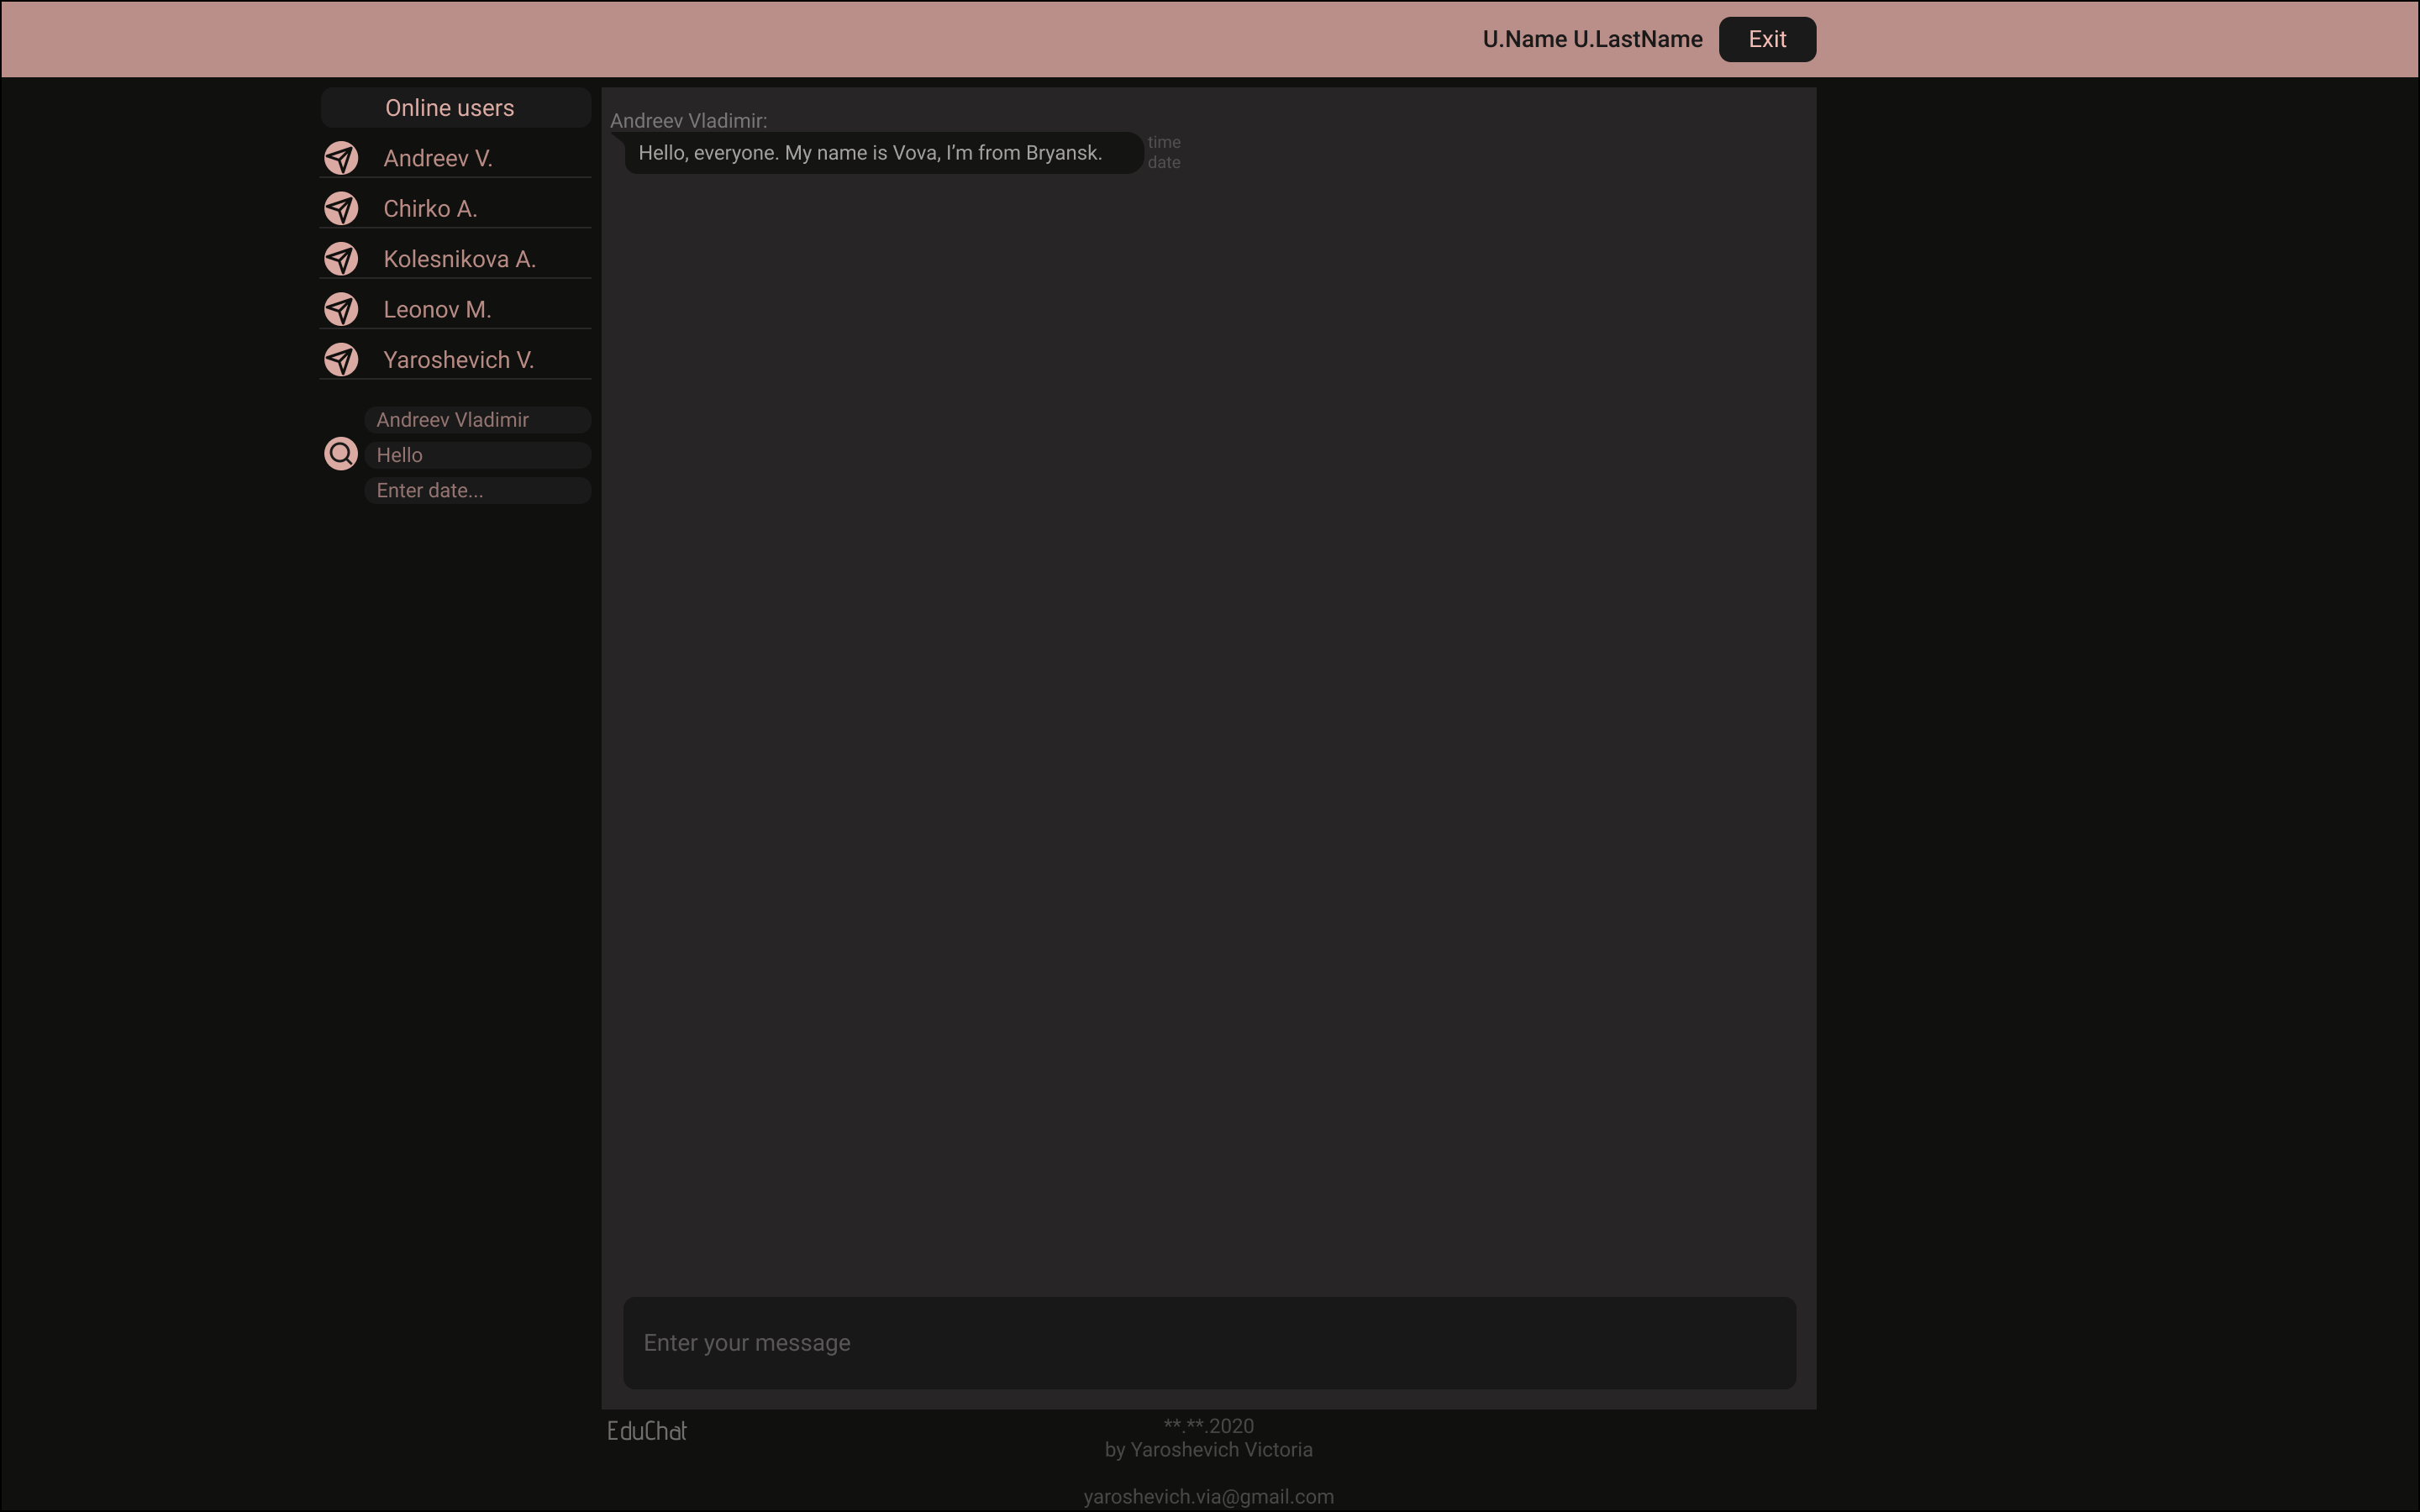 U.Name U.LastName
Exit
Online users
Andreev V.
Chirko A.
Kolesnikova A.
Leonov M.
Yaroshevich V.
Andreev Vladimir
Hello
Enter date...
Andreev Vladimir:
Hello, everyone. My name is Vova, I’m from Bryansk.
time
date
Enter your message
EduChat
**.**.2020
by Yaroshevich Victoria
yaroshevich.via@gmail.com